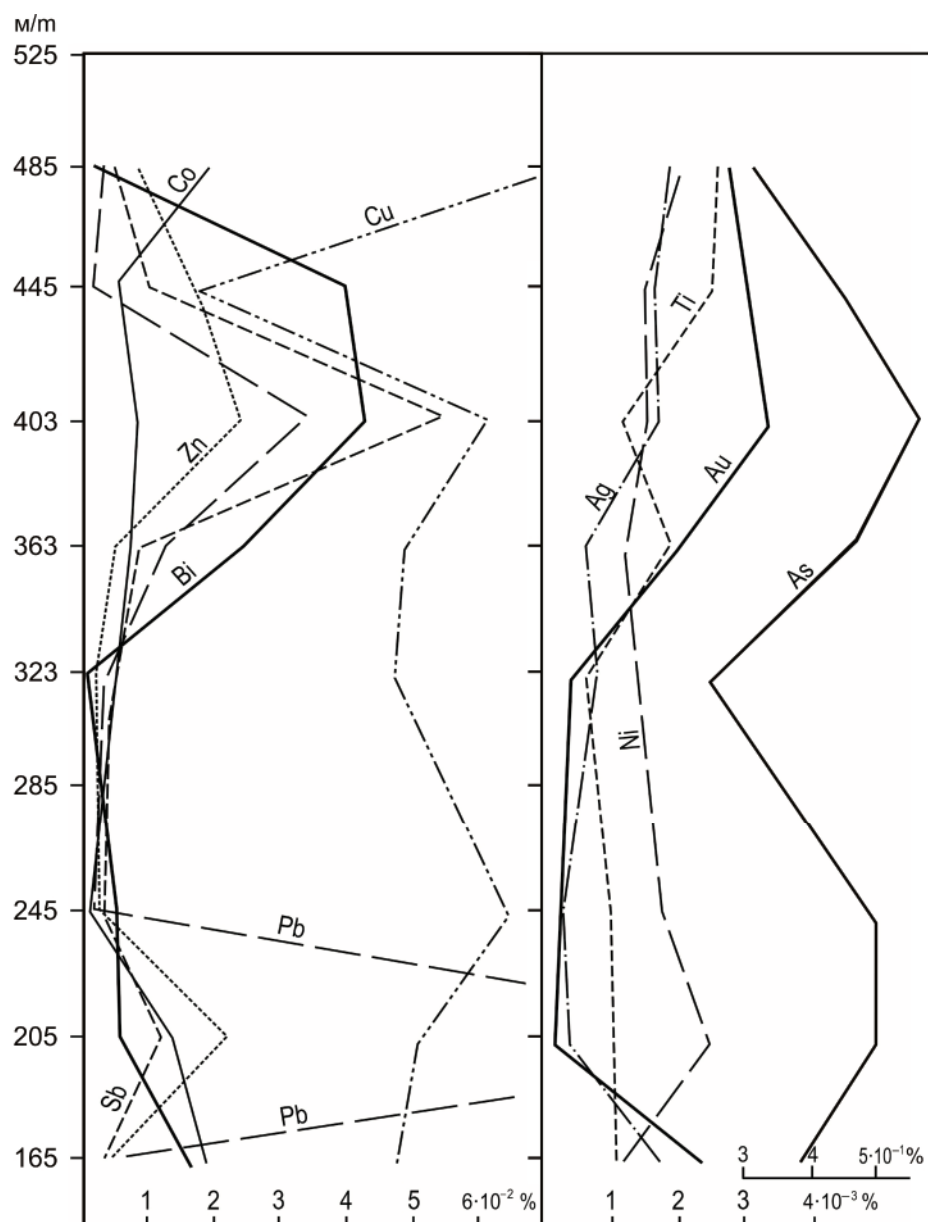 м/m
525
485
Co
Cu
445
Ti
403
Zn
Au
Ag
363
Bi
As
323
Ni
285
245
Pb
205
Sb
Pb
165
3 4 5·10⁻¹%
1 2 3 4 5 6·10⁻² % 1 2 3 4·10⁻³ %